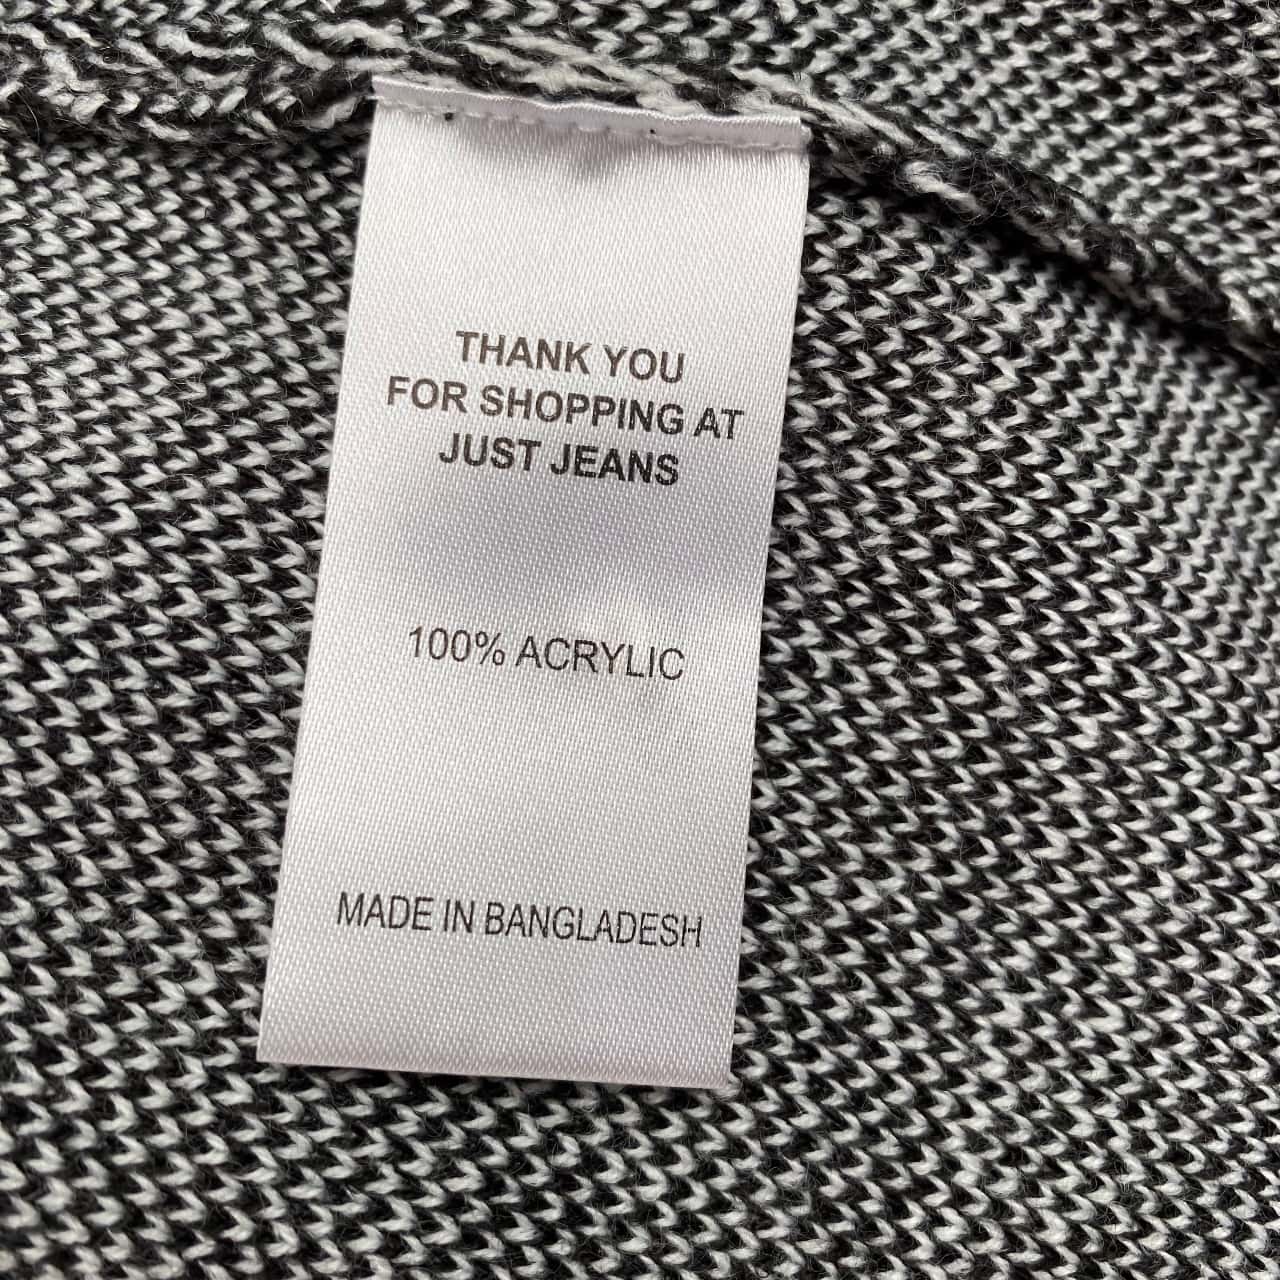 THANK YOU
FOR SHOPPING AT
JUST JEANS
100% ACRYLIC
MADE IN BANGLADESH